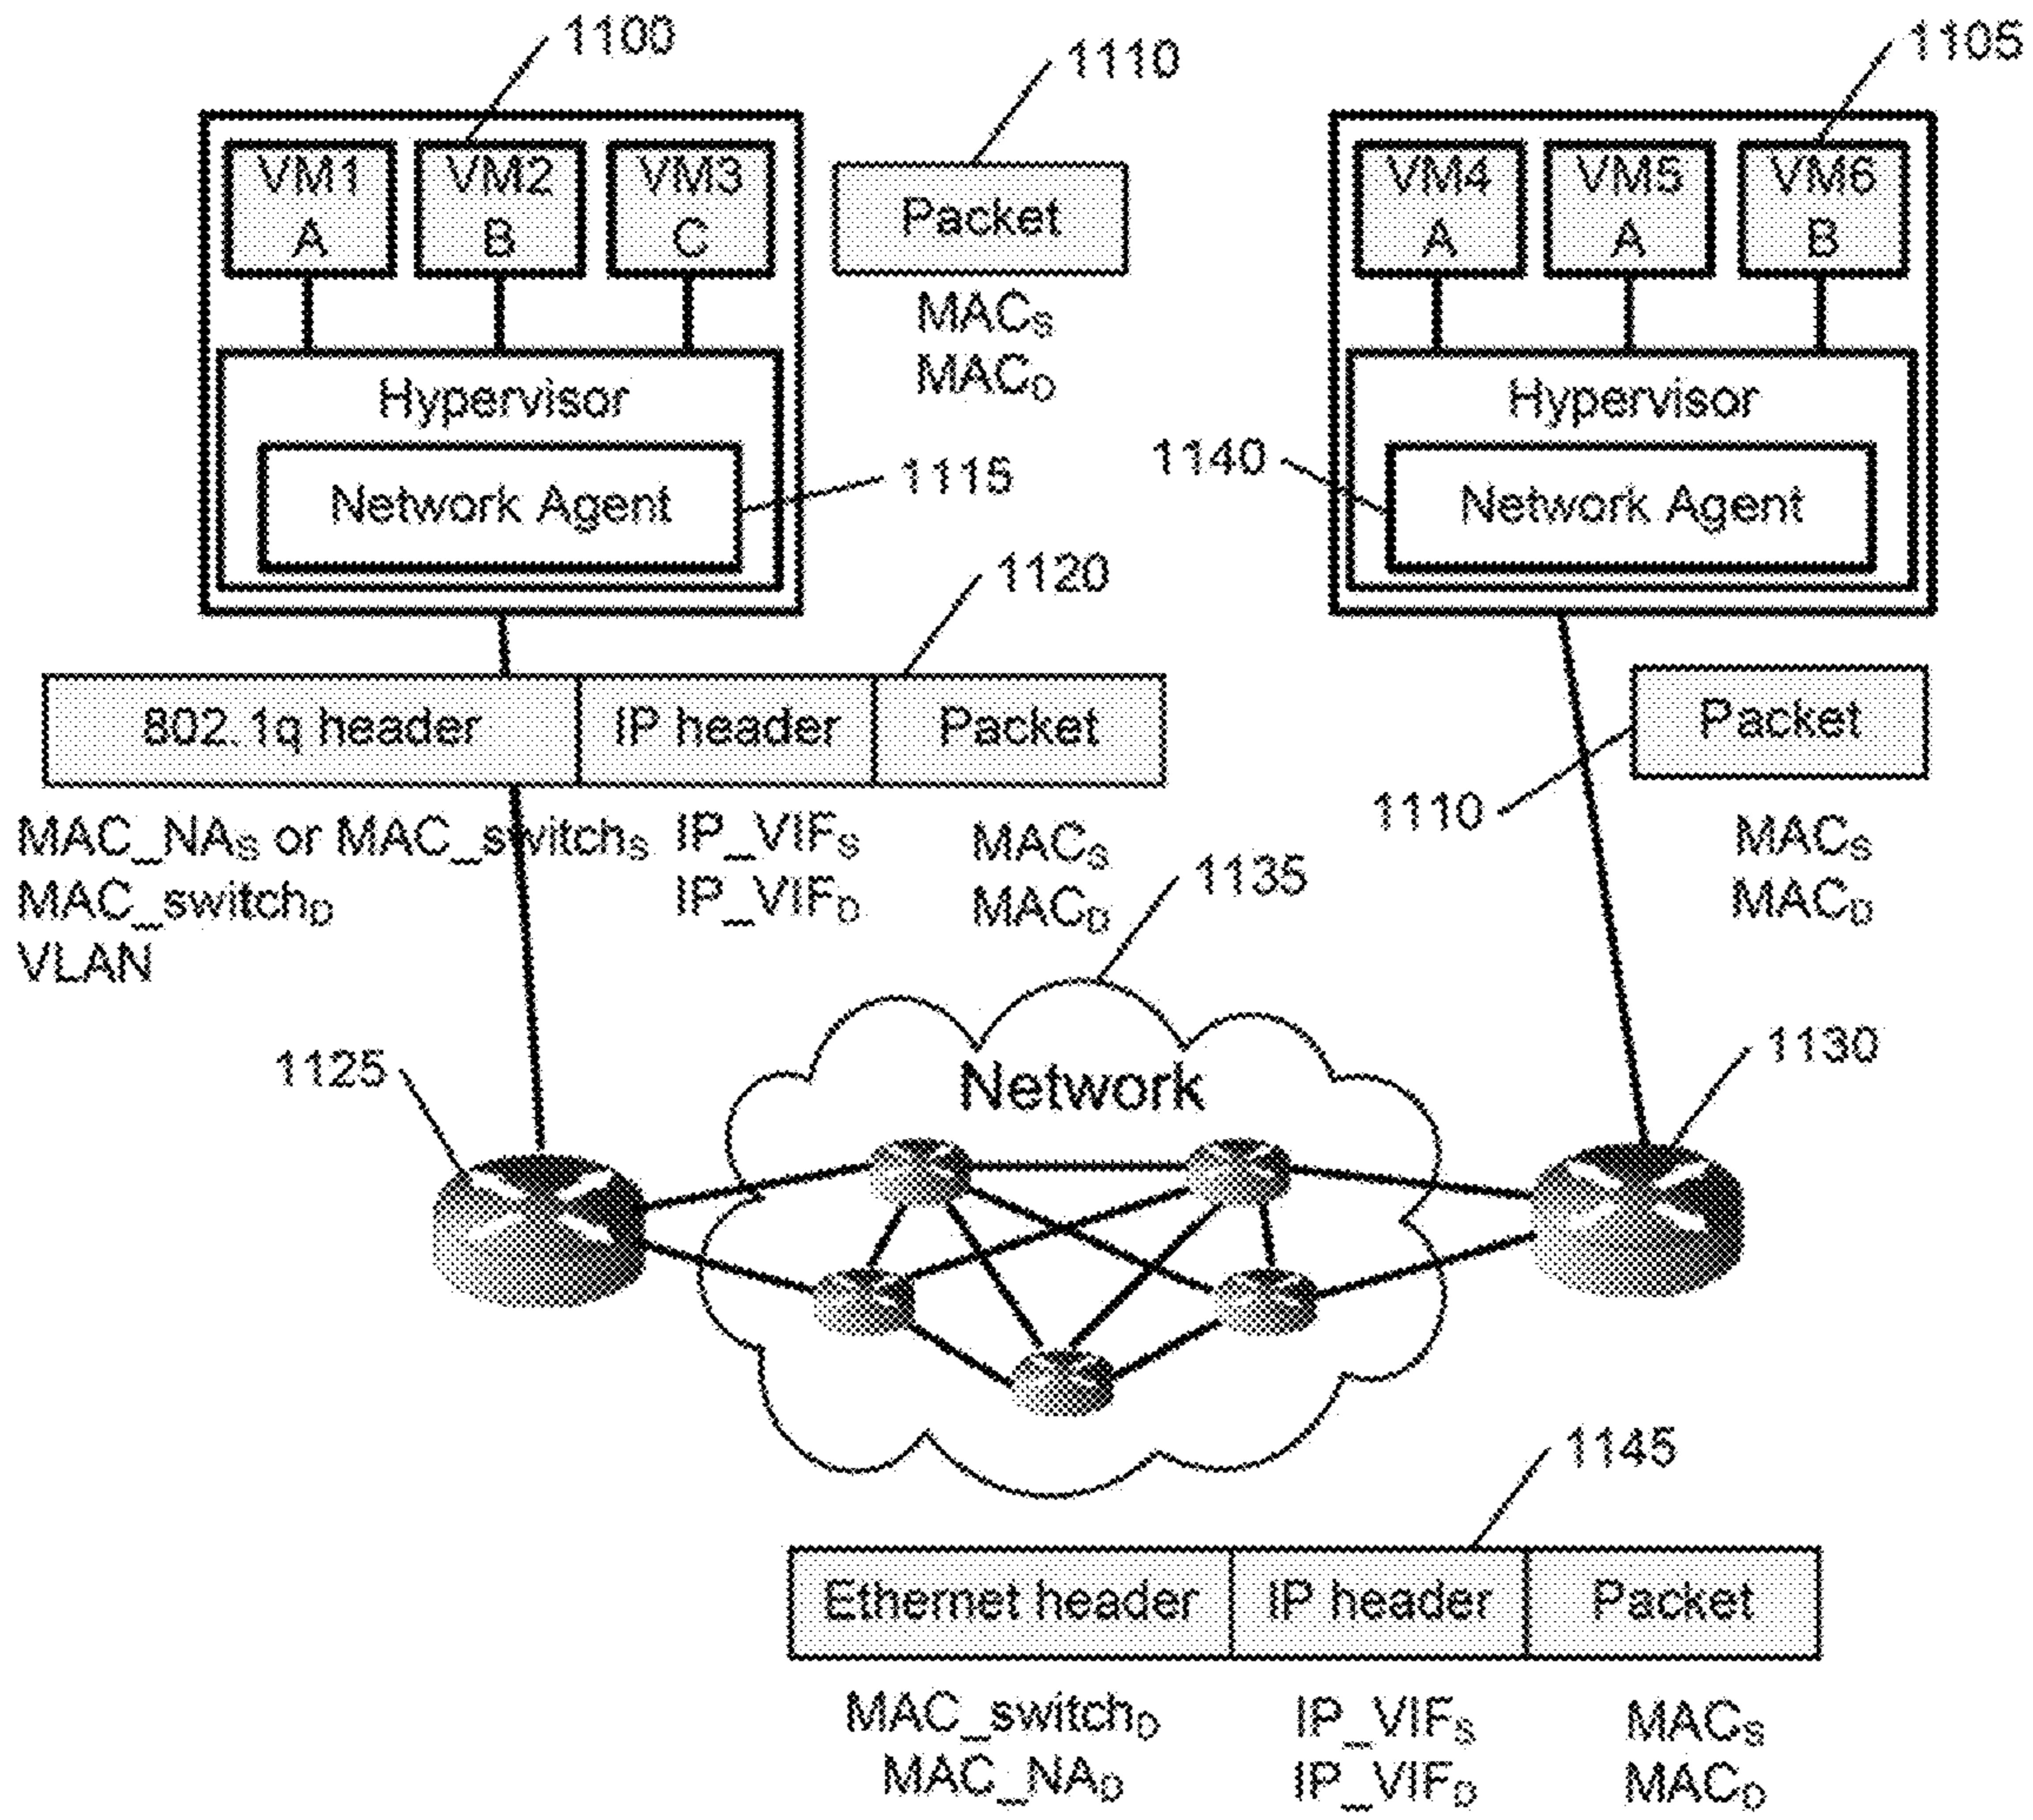 1100
1110
1105
VM1
A
VM2
B
VM3
C
Packet
MACS
MACD
VM4
A
VM5
A
VM6
B
Hypervisor
Network Agent
1115
Hypervisor
1140
Network Agent
1120
802.1q header
IP header
Packet
MAC_NAS or MAC_switchS
MAC_switchD
VLAN
IP_VIFS
IP_VIFD
MACS
MACD
Packet
1110
MACS
MACD
1135
1125
Network
1130
1145
Ethernet header
IP header
Packet
MAC_switchD
MAC_NAD
IP_VIFS
IP_VIFD
MACS
MACD